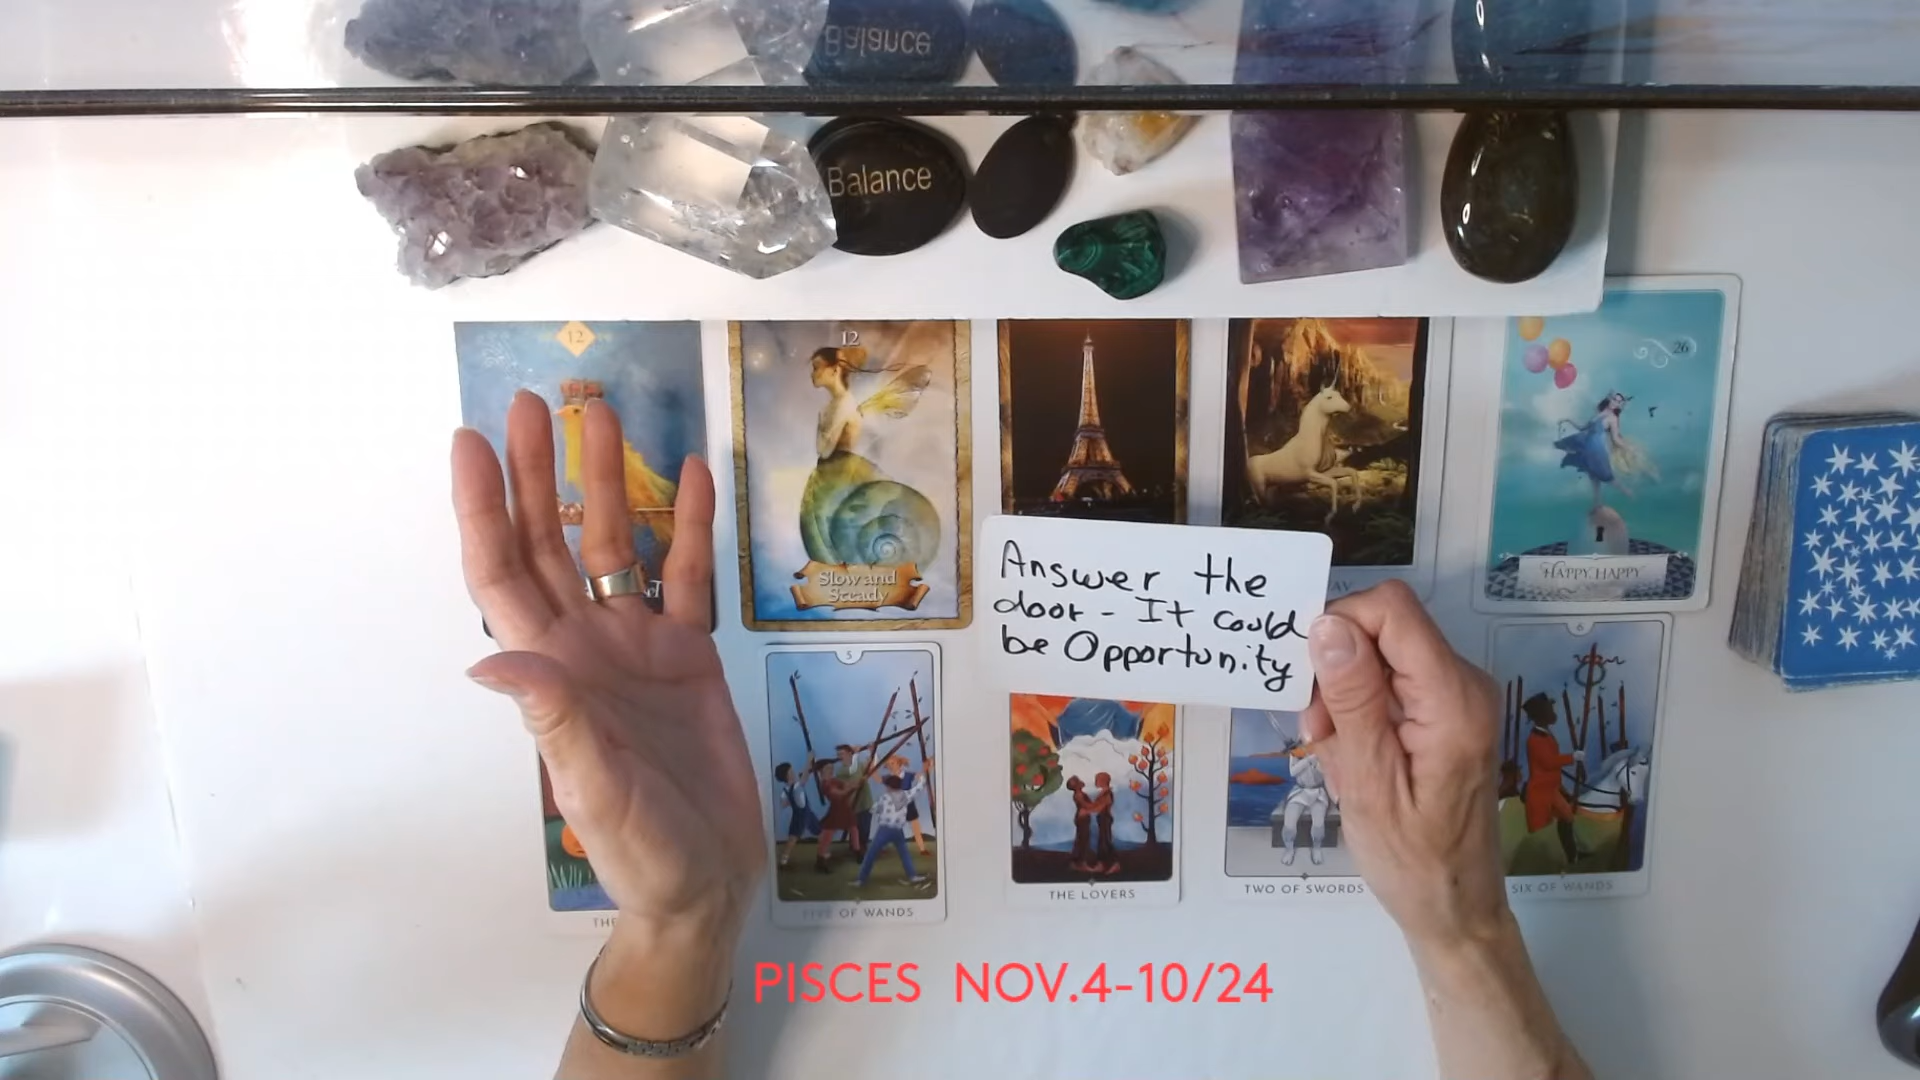 Balance
Balance
12
12
26
Slow and
Steady
HAPPY, HAPPY
Answer the
door - It could
be Opportunity
5
6
FIVE OF WANDS
THE LOVERS
TWO OF SWORDS
SIX OF WANDS
THE
PISCES NOV.4-10/24